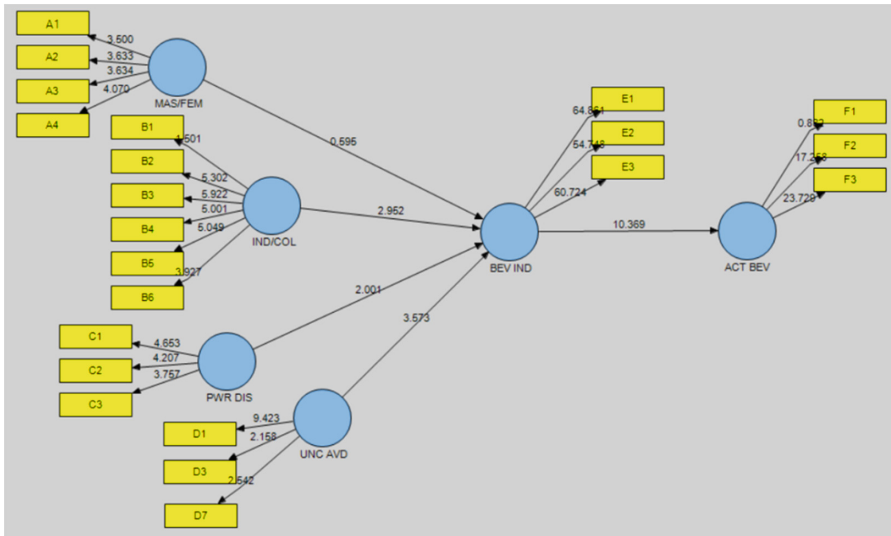 A1
3.500
A2
3.633
A3
3.634
A4
4.070
MAS/FEM
0.595
B1
1.501
B2
5.302
B3
5.922
B4
5.001
B5
5.049
B6
3.927
IND/COL
2.952
C1
4.653
C2
4.207
C3
3.757
PWR DIS
2.001
D1
9.423
D3
2.158
D7
2.542
UNC AVD
3.573
E1
E2
54.748
E3
60.724
BEV IND
10.369
F1
F2
F3
23.729
ACT BEV